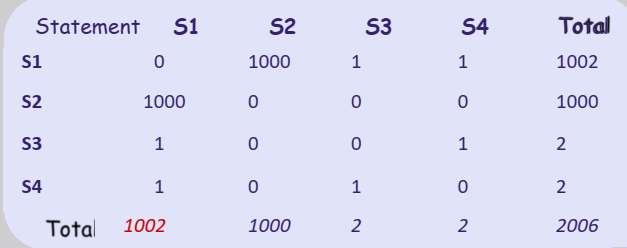 Statement S1 S2 S3 S4 Total
S1 0 1000 1 1 1002
S2 1000 0 0 0 1000
S3 1 0 0 1 2
S4 1 0 1 0 2
Total 1002 1000 2 2 2006